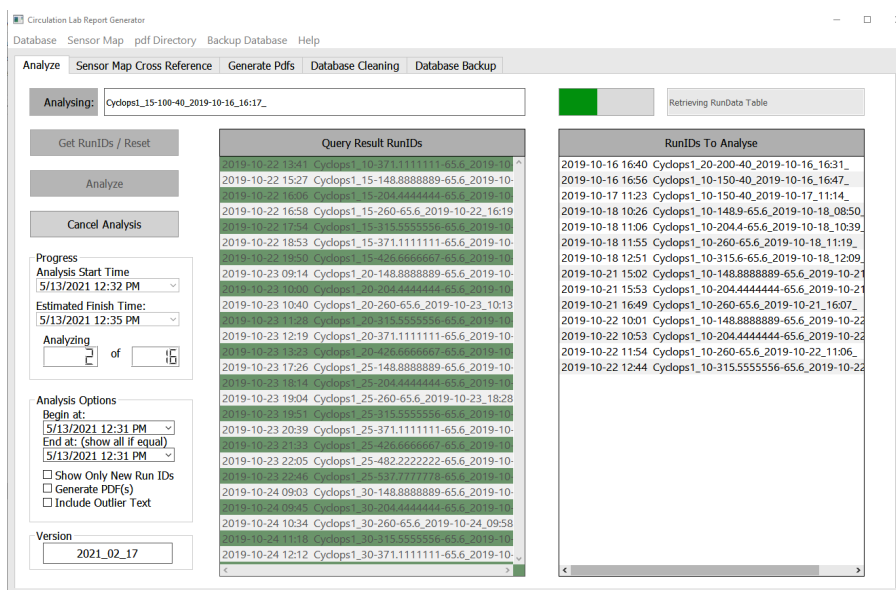 Circulation Lab Report Generator
Database Sensor Map pdf Directory Backup Database Help
Analyze Sensor Map Cross Reference Generate Pdfs Database Cleaning Database Backup
Analysing: Cyclops1_15-100-40_2019-10-16_16:17_
Retrieving RunData Table
Get RunIDs / Reset
Analyze
Cancel Analysis
Progress
Analysis Start Time
5/13/2021 12:32 PM
Estimated Finish Time:
5/13/2021 12:35 PM
Analyzing
2 of 16
Analysis Options
Begin at:
5/13/2021 12:31 PM
End at: (show all if equal)
5/13/2021 12:31 PM
Show Only New Run IDs
Generate PDF(s)
Include Outlier Text
Version
2021_02_17
Query Result RunIDs
2019-10-22 13:41 Cyclops1_10-371.1111111-65.6_2019-10-
2019-10-22 15:27 Cyclops1_15-148.8888889-65.6_2019-10-
2019-10-22 16:06 Cyclops1_15-204.4444444-65.6_2019-10-
2019-10-22 16:58 Cyclops1_15-260-65.6_2019-10-22_16:19
2019-10-22 17:54 Cyclops1_15-315.5555556-65.6_2019-10-
2019-10-22 18:53 Cyclops1_15-371.1111111-65.6_2019-10-
2019-10-22 19:50 Cyclops1_15-426.6666667-65.6_2019-10-
2019-10-23 09:14 Cyclops1_20-148.8888889-65.6_2019-10-
2019-10-23 10:00 Cyclops1_20-204.4444444-65.6_2019-10-
2019-10-23 10:40 Cyclops1_20-260-65.6_2019-10-23_10:13
2019-10-23 11:28 Cyclops1_20-315.5555556-65.6_2019-10-
2019-10-23 12:19 Cyclops1_20-371.1111111-65.6_2019-10-
2019-10-23 13:23 Cyclops1_20-426.6666667-65.6_2019-10-
2019-10-23 17:26 Cyclops1_25-148.8888889-65.6_2019-10-
2019-10-23 18:14 Cyclops1_25-204.4444444-65.6_2019-10-
2019-10-23 19:04 Cyclops1_25-260-65.6_2019-10-23_18:28
2019-10-23 19:51 Cyclops1_25-315.5555556-65.6_2019-10-
2019-10-23 20:39 Cyclops1_25-371.1111111-65.6_2019-10-
2019-10-23 21:33 Cyclops1_25-426.6666667-65.6_2019-10-
2019-10-23 22:05 Cyclops1_25-482.2222222-65.6_2019-10-
2019-10-23 22:46 Cyclops1_25-537.7777778-65.6_2019-10-
2019-10-24 09:03 Cyclops1_30-148.8888889-65.6_2019-10-
2019-10-24 09:45 Cyclops1_30-204.4444444-65.6_2019-10-
2019-10-24 10:34 Cyclops1_30-260-65.6_2019-10-24_09:58
2019-10-24 11:18 Cyclops1_30-315.5555556-65.6_2019-10-
2019-10-24 12:12 Cyclops1_30-371.1111111-65.6_2019-10-
RunIDs To Analyse
2019-10-16 16:40 Cyclops1_20-200-40_2019-10-16_16:31_
2019-10-16 16:56 Cyclops1_10-150-40_2019-10-16_16:47_
2019-10-17 11:23 Cyclops1_10-150-40_2019-10-17_11:14_
2019-10-18 10:26 Cyclops1_10-148.9-65.6_2019-10-18_08:50_
2019-10-18 11:06 Cyclops1_10-204.4-65.6_2019-10-18_10:39_
2019-10-18 11:55 Cyclops1_10-260-65.6_2019-10-18_11:19_
2019-10-18 12:51 Cyclops1_10-315.6-65.6_2019-10-18_12:09_
2019-10-21 15:02 Cyclops1_10-148.8888889-65.6_2019-10-21
2019-10-21 15:53 Cyclops1_10-204.4444444-65.6_2019-10-21
2019-10-21 16:49 Cyclops1_10-260-65.6_2019-10-21_16:07_
2019-10-22 10:01 Cyclops1_10-148.8888889-65.6_2019-10-22
2019-10-22 10:53 Cyclops1_10-204.4444444-65.6_2019-10-22
2019-10-22 11:54 Cyclops1_10-260-65.6_2019-10-22_11:06_
2019-10-22 12:44 Cyclops1_10-315.5555556-65.6_2019-10-22